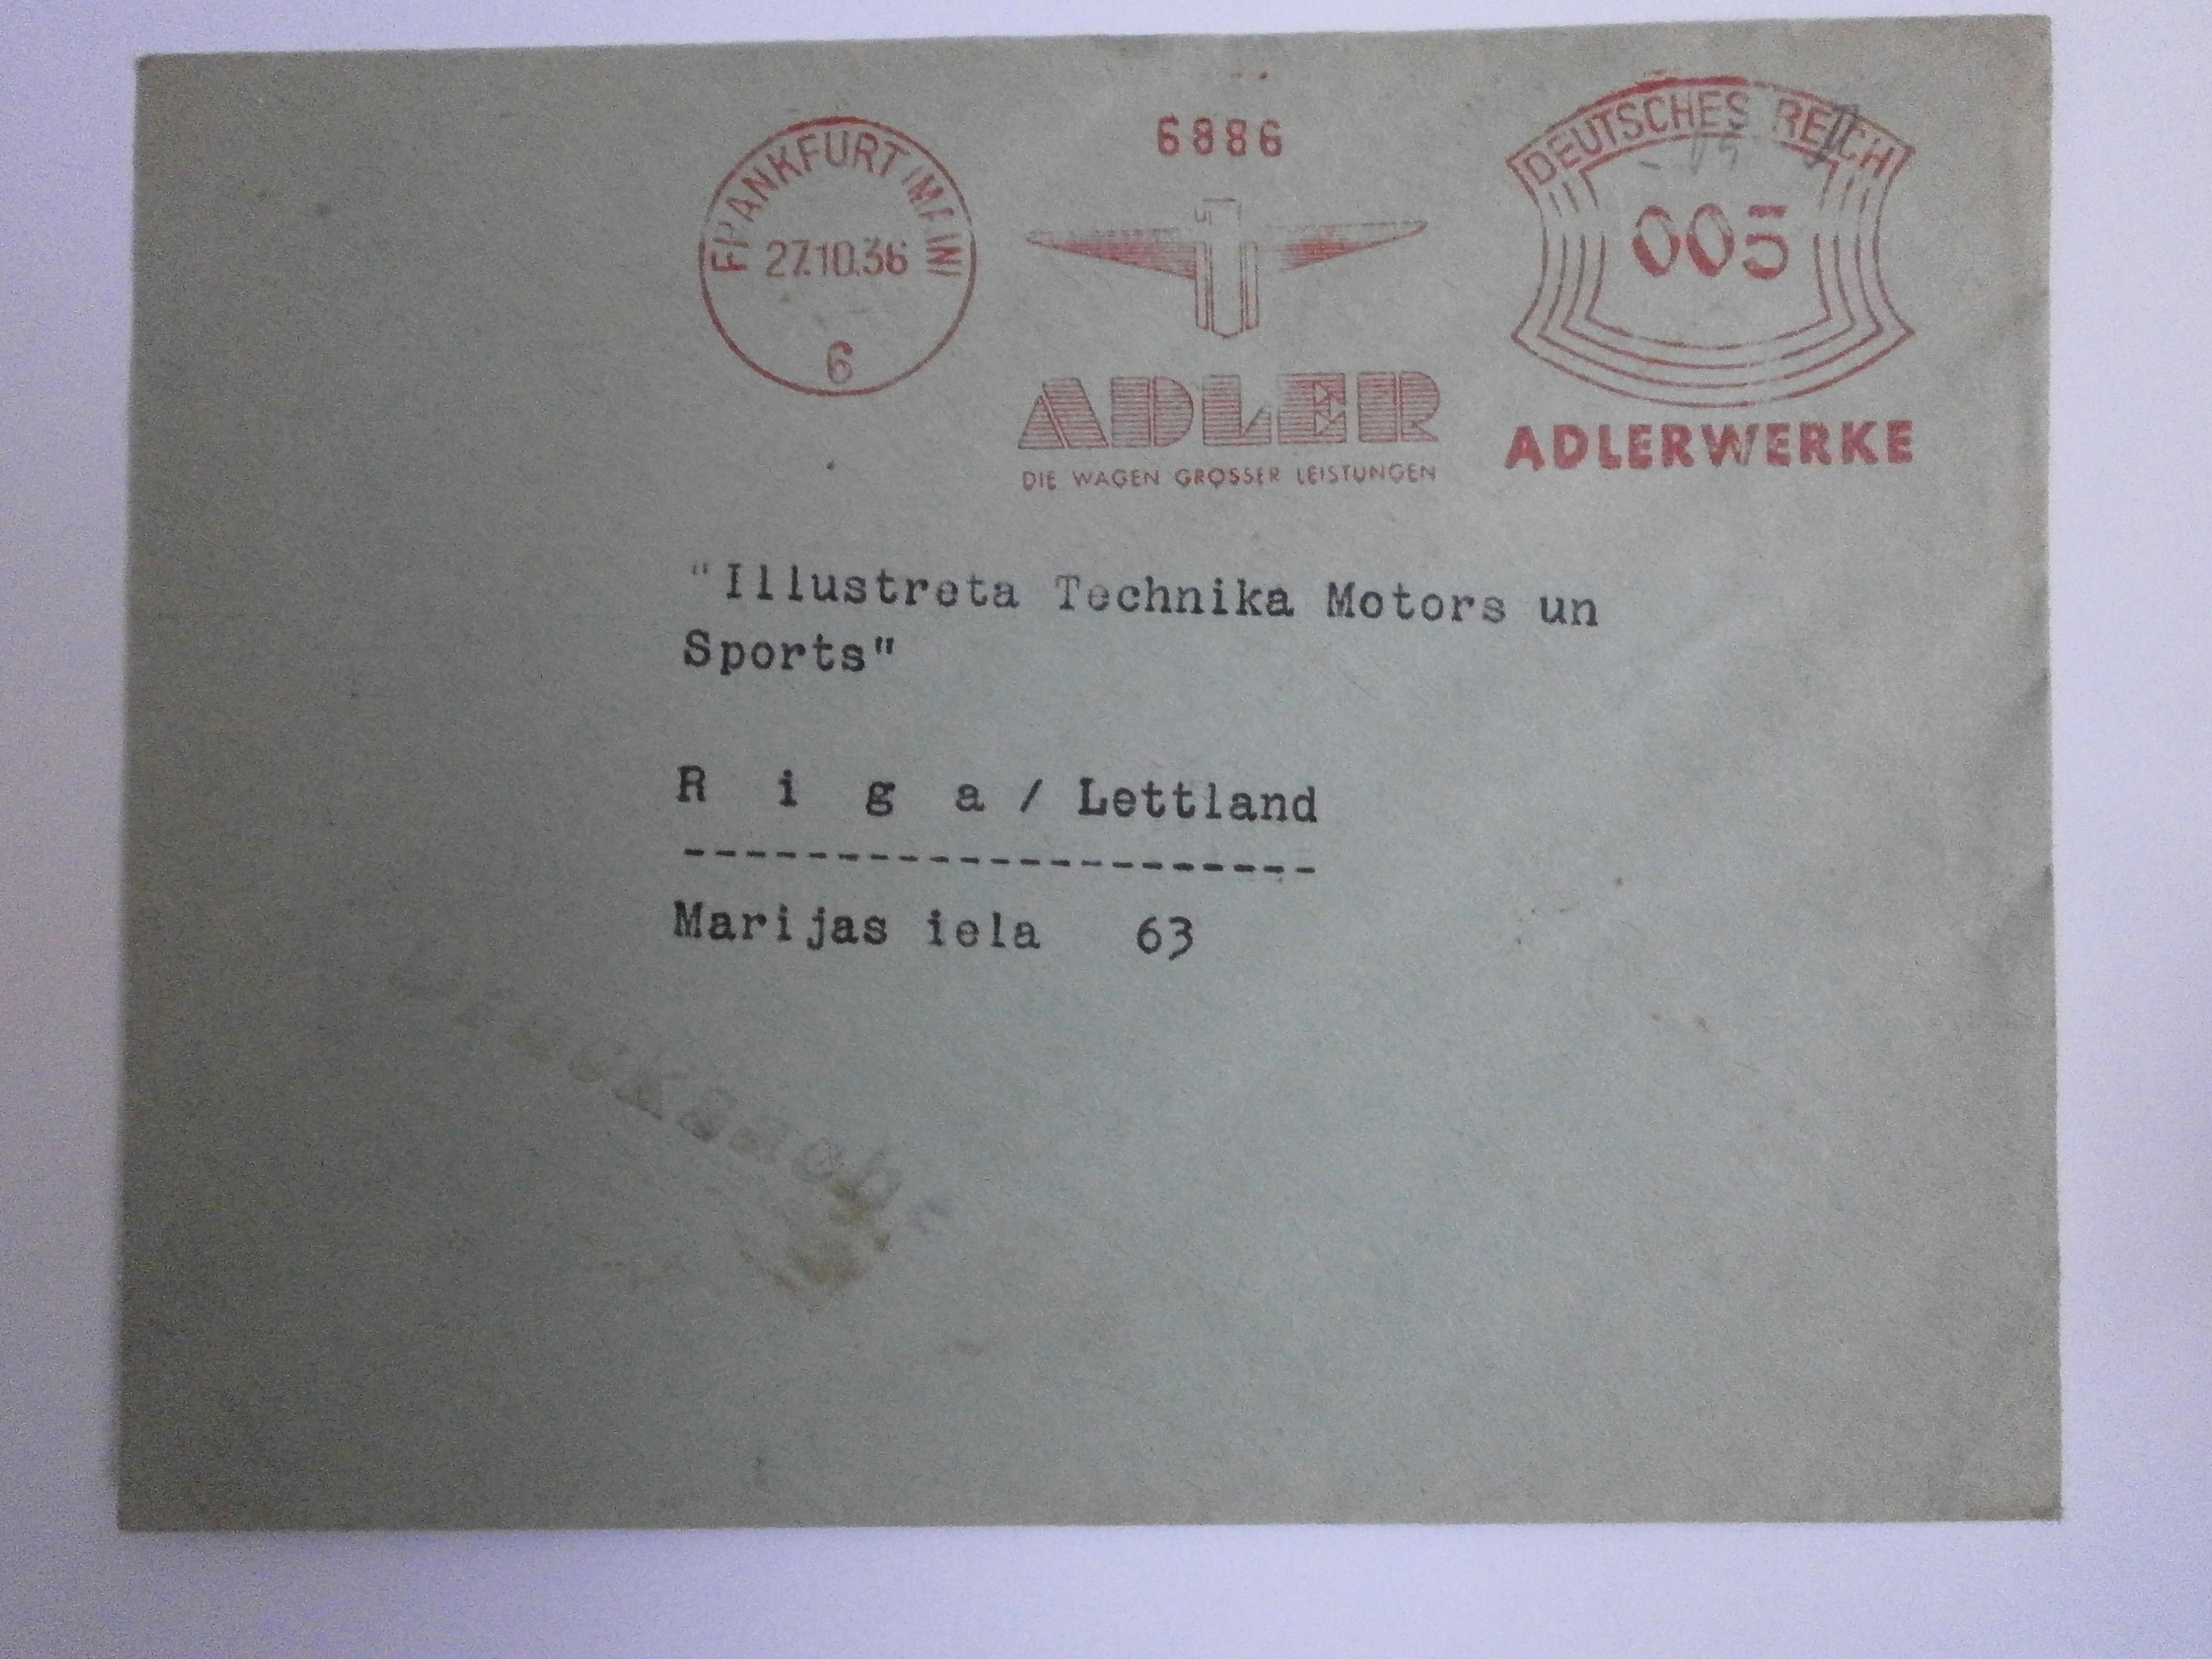 6886
FRANKFURT (MAIN)
27.10.36
6
DEUTSCHES REICH
005
ADLER
DIE WAGEN GROSSER LEISTUNGEN
ADLERWERKE
"Illustreta Technika Motors un
Sports"
R i g a / Lettland
-----------------------
Marijas iela 63
Drucksache